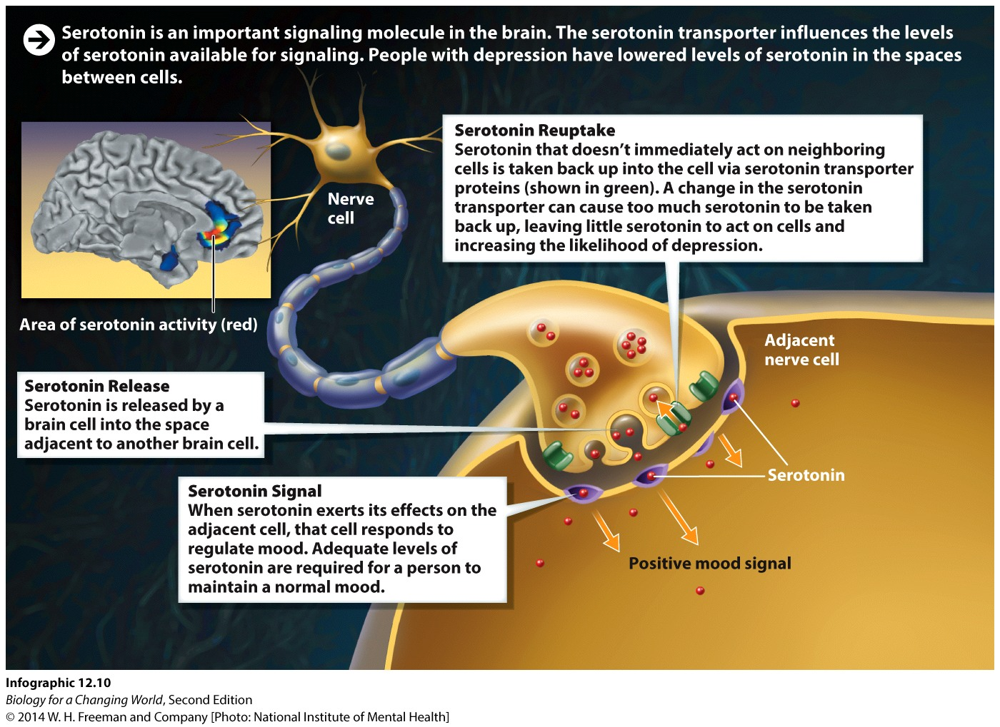 Serotonin is an important signaling molecule in the brain. The serotonin transporter influences the levels
of serotonin available for signaling. People with depression have lowered levels of serotonin in the spaces
between cells.
Nerve
cell
Area of serotonin activity (red)
Serotonin Reuptake
Serotonin that doesn't immediately act on neighboring
cells is taken back up into the cell via serotonin transporter
proteins (shown in green). A change in the serotonin
transporter can cause too much serotonin to be taken
back up, leaving little serotonin to act on cells and
increasing the likelihood of depression.
Adjacent
nerve cell
Serotonin Release
Serotonin is released by a
brain cell into the space
adjacent to another brain cell.
Serotonin
Serotonin Signal
When serotonin exerts its effects on the
adjacent cell, that cell responds to
regulate mood. Adequate levels of
serotonin are required for a person to
maintain a normal mood.
Positive mood signal
Infographic 12.10
Biology for a Changing World, Second Edition
© 2014 W. H. Freeman and Company [Photo: National Institute of Mental Health]